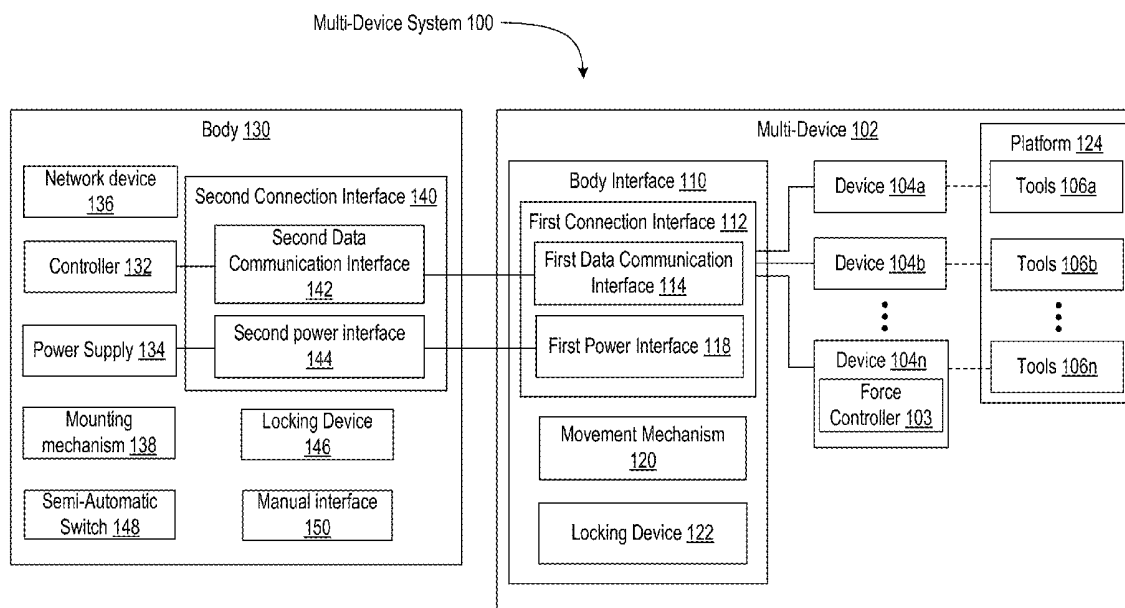 Multi-Device System 100
Body 130
Network device
136
Second Connection Interface 140
Controller 132
Second Data
Communication Interface
142
Power Supply 134
Second power interface
144
Mounting
mechanism 138
Locking Device
146
Semi-Automatic
Switch 148
Manual interface
150
Multi-Device 102
Body Interface 110
First Connection Interface 112
First Data Communication
Interface 114
First Power Interface 118
Movement Mechanism
120
Locking Device 122
Device 104a
Device 104b
Device 104n
Force
Controller 103
Platform 124
Tools 106a
Tools 106b
Tools 106n